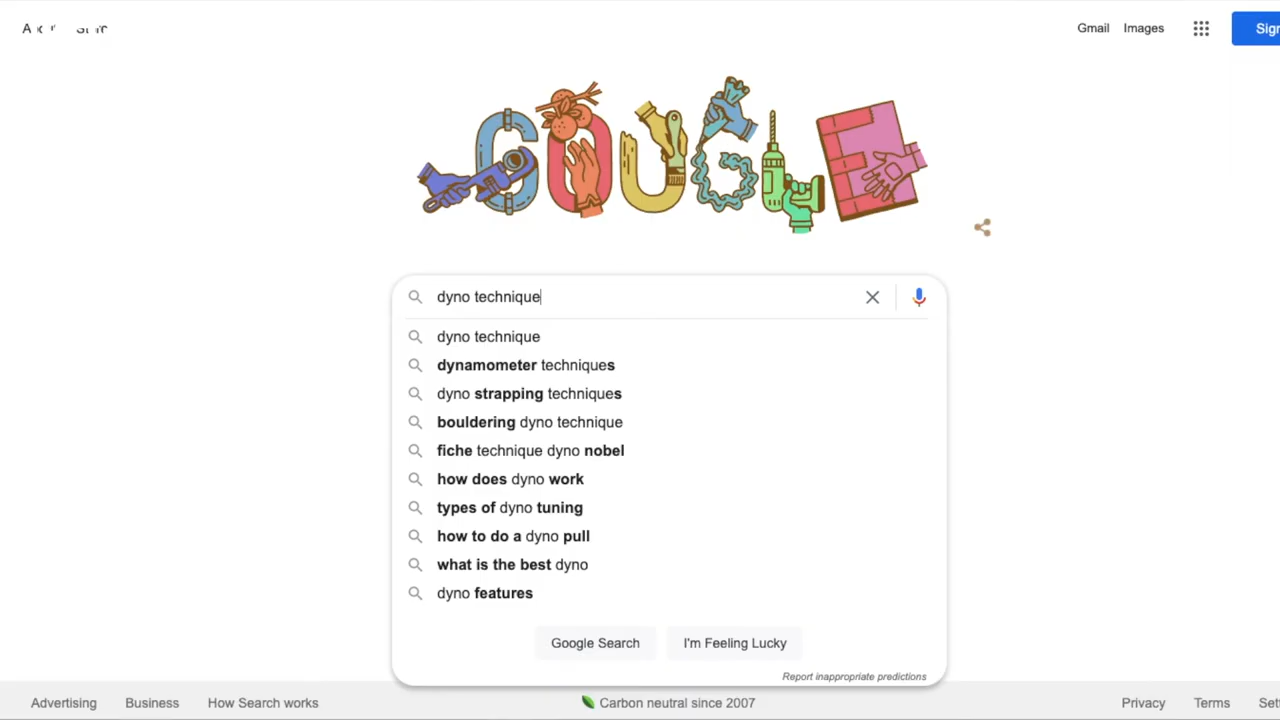 Gmail Images
GOOGLE
dyno technique
dyno technique
dynamometer techniques
dyno strapping techniques
bouldering dyno technique
fiche technique dyno nobel
how does dyno work
types of dyno tuning
how to do a dyno pull
what is the best dyno
dyno features
Google Search I'm Feeling Lucky
Report inappropriate predictions
Advertising Business How Search works Carbon neutral since 2007 Privacy Terms